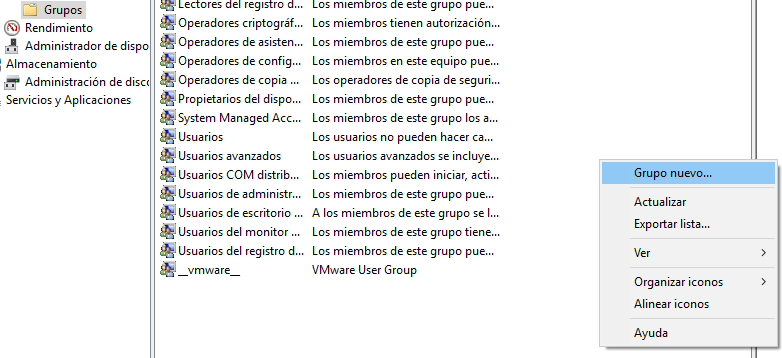 Grupos
Rendimiento
Administrador de dispo
Almacenamiento
Administración de disco
Servicios y Aplicaciones
Lectores del registro d... Los miembros de este grupo pue...
Operadores criptográf... Los miembros tienen autorización...
Operadores de asisten... Los miembros de este grupo pue...
Operadores de config... Los miembros en este equipo pue...
Operadores de copia ... Los operadores de copia de seguri...
Propietarios del dispo... Los miembros de este grupo pue...
System Managed Acc... Los miembros de este grupo los a...
Usuarios Los usuarios no pueden hacer ca...
Usuarios avanzados Los usuarios avanzados se incluye...
Usuarios COM distrib... Los miembros pueden iniciar, acti...
Usuarios de administr... Los miembros de este grupo pue...
Usuarios de escritorio ... A los miembros de este grupo se l...
Usuarios del monitor ... Los miembros de este grupo tiene...
Usuarios del registro d... Los miembros de este grupo pue...
__vmware__ VMware User Group
Grupo nuevo...
Actualizar
Exportar lista...
Ver
Organizar iconos
Alinear iconos
Ayuda